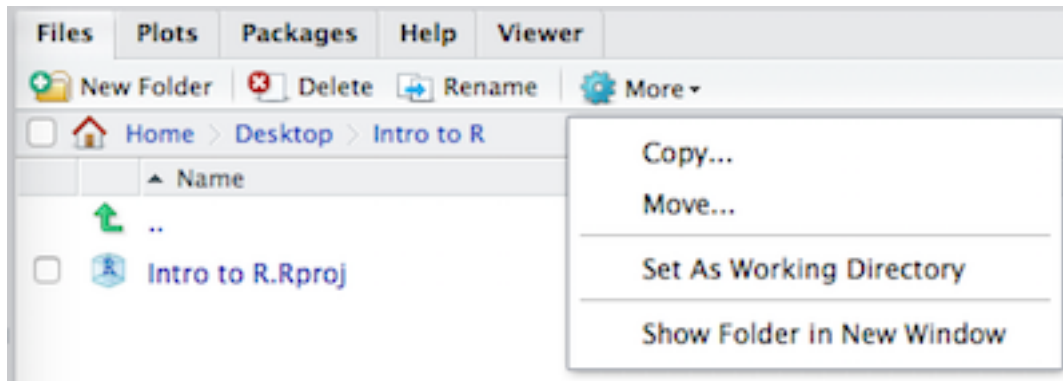 Files Plots Packages Help Viewer
New Folder Delete Rename More
Home Desktop Intro to R
Name
..
Intro to R.Rproj
Copy...
Move...
Set As Working Directory
Show Folder in New Window